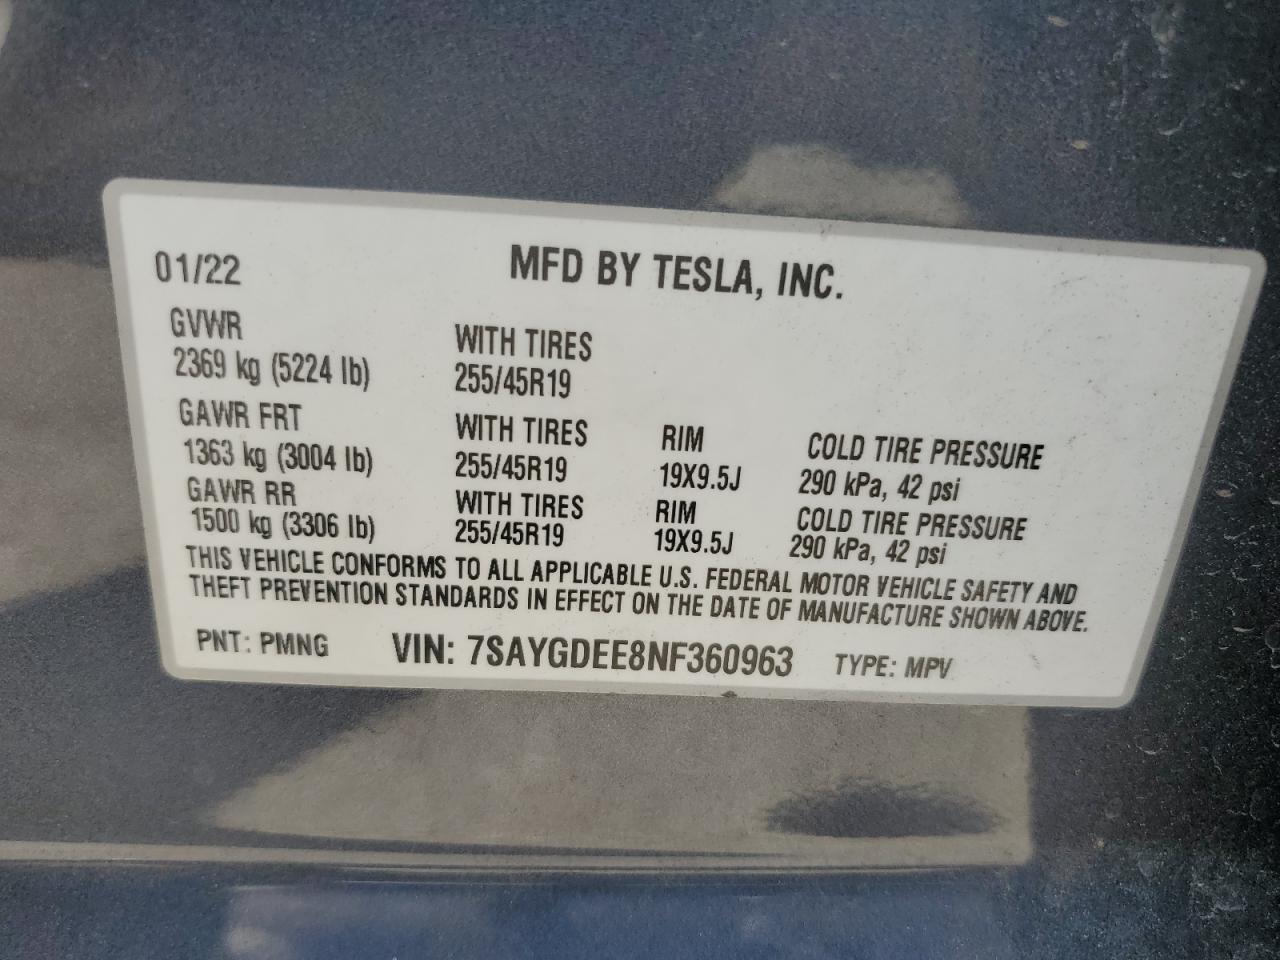 01/22 MFD BY TESLA, INC.
GVWR WITH TIRES
2369 kg (5224 lb) 255/45R19
GAWR FRT WITH TIRES RIM COLD TIRE PRESSURE
1363 kg (3004 lb) 255/45R19 19X9.5J 290 kPa, 42 psi
GAWR RR WITH TIRES RIM COLD TIRE PRESSURE
1500 kg (3306 lb) 255/45R19 19X9.5J 290 kPa, 42 psi
THIS VEHICLE CONFORMS TO ALL APPLICABLE U.S. FEDERAL MOTOR VEHICLE SAFETY AND
THEFT PREVENTION STANDARDS IN EFFECT ON THE DATE OF MANUFACTURE SHOWN ABOVE.
PNT: PMNG VIN: 7SAYGDEE8NF360963 TYPE: MPV